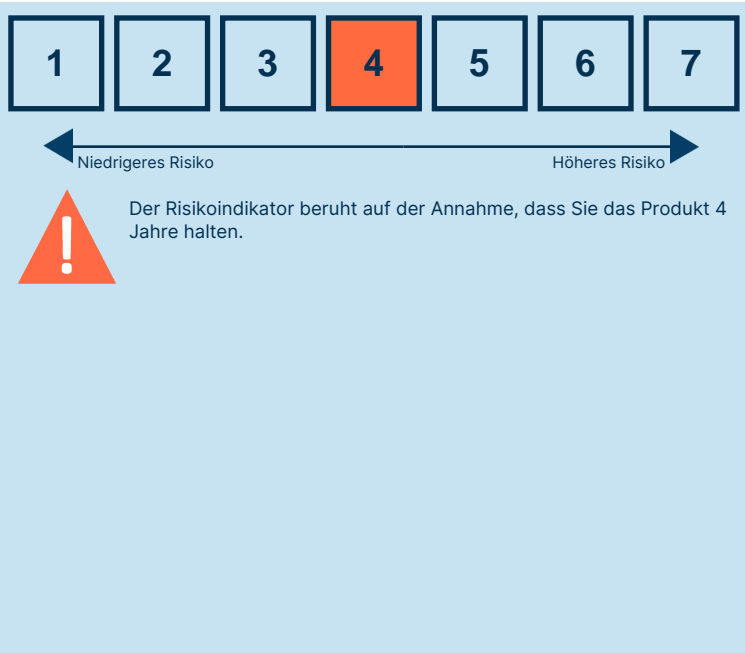 1 2 3 4 5 6 7
Niedrigeres Risiko Höheres Risiko
! Der Risikoindikator beruht auf der Annahme, dass Sie das Produkt 4
Jahre halten.